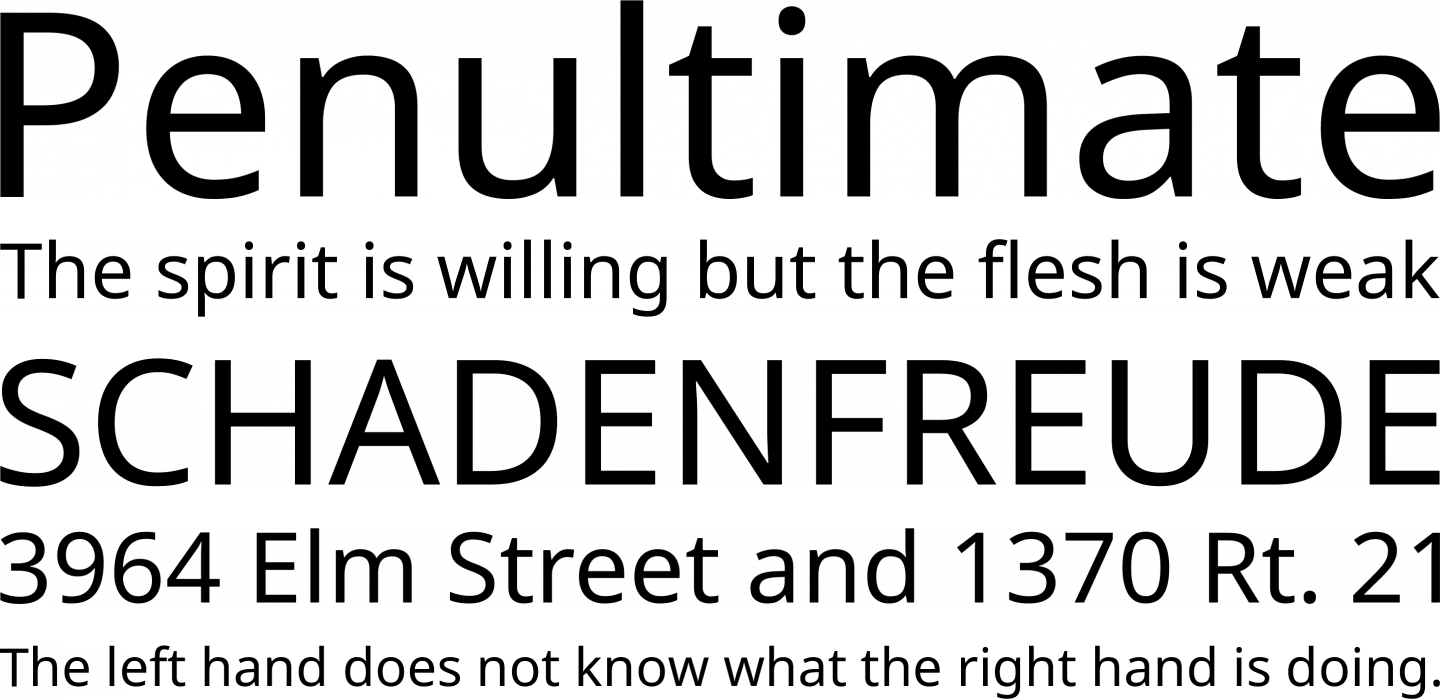 Penultimate
The spirit is willing but the flesh is weak
SCHADENFREUDE
3964 Elm Street and 1370 Rt. 21
The left hand does not know what the right hand is doing.